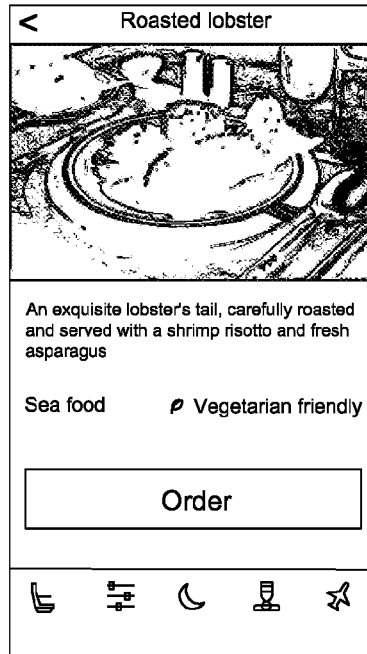 Roasted lobster
An exquisite lobster's tail, carefully roasted
and served with a shrimp risotto and fresh
asparagus
Sea food Vegetarian friendly
Order